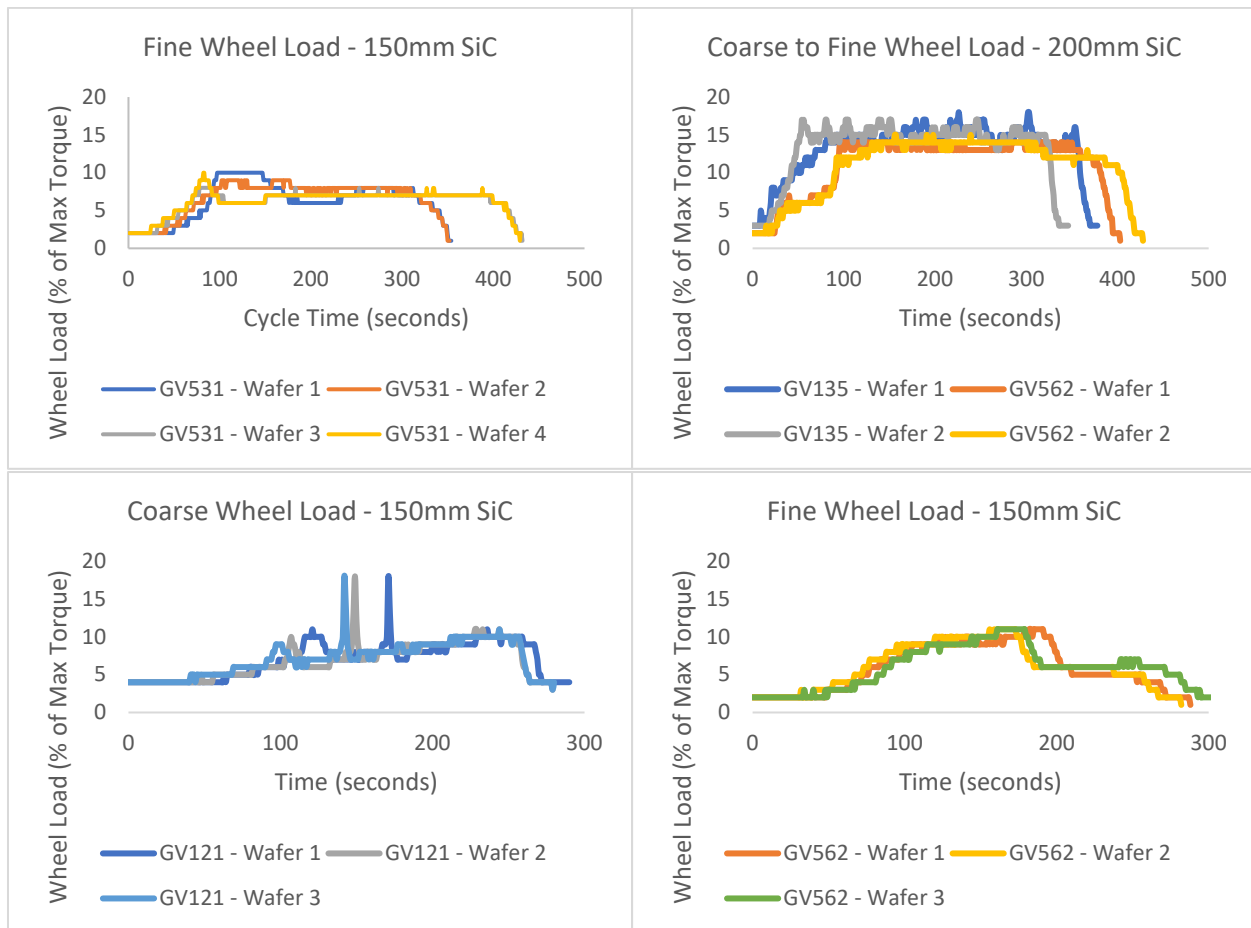 Fine Wheel Load - 150mm SiC
Wheel Load (% of Max Torque)
20
15
10
5
0
0 100 200 300 400 500
Cycle Time (seconds)
GV531 - Wafer 1 GV531 - Wafer 2
GV531 - Wafer 3 GV531 - Wafer 4
Coarse to Fine Wheel Load - 200mm SiC
Wheel Load (% of Max Torque)
20
15
10
5
0
0 100 200 300 400 500
Time (seconds)
GV135 - Wafer 1 GV562 - Wafer 1
GV135 - Wafer 2 GV562 - Wafer 2
Coarse Wheel Load - 150mm SiC
Wheel Load (% of Max Torque)
20
15
10
5
0
0 100 200 300
Time (seconds)
GV121 - Wafer 1 GV121 - Wafer 2
GV121 - Wafer 3
Fine Wheel Load - 150mm SiC
Wheel Load (% of Max Torque)
20
15
10
5
0
0 100 200 300
Time (seconds)
GV562 - Wafer 1 GV562 - Wafer 2
GV562 - Wafer 3